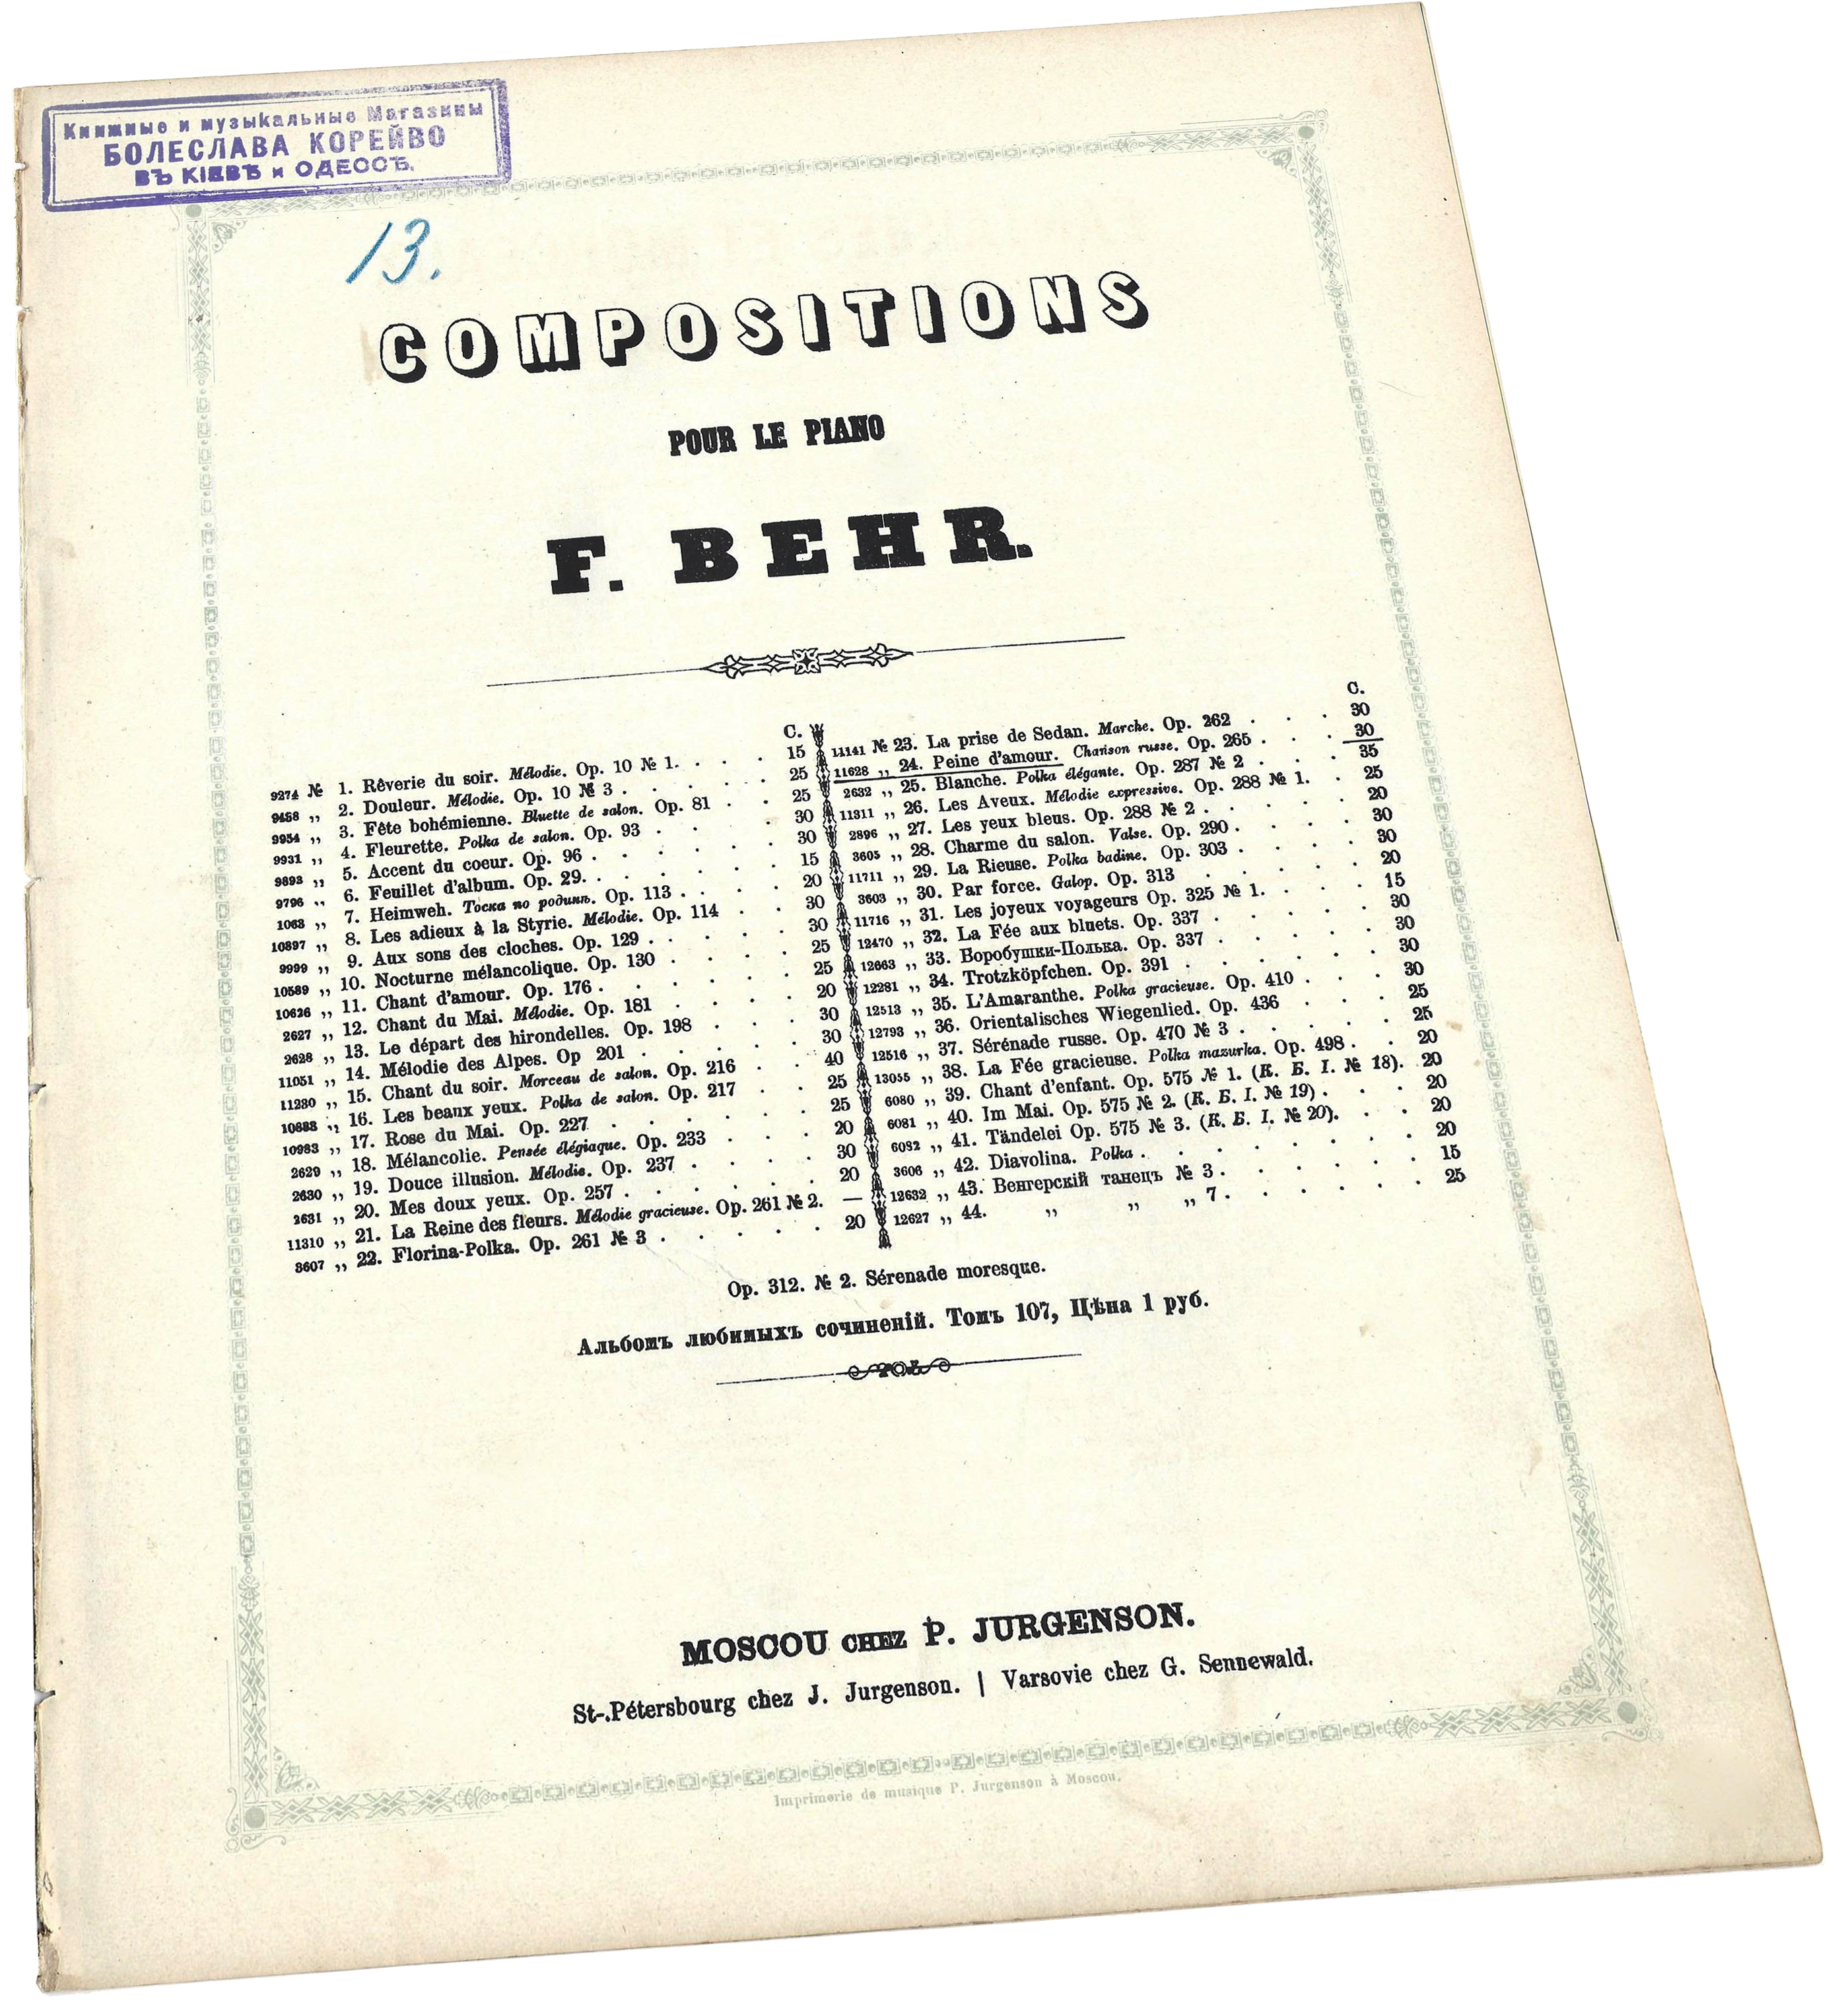 Книжные и музыкальные Магазины
БОЛЕСЛАВА КОРЕЙВО
ВЪ КІЕВѢ и ОДЕССѢ.
13.
COMPOSITIONS
POUR LE PIANO
F. BEHR.
C.
9274 № 1. Rêverie du soir. Mélodie. Op. 10 № 1. . . . 15
9458 „ 2. Douleur. Mélodie. Op. 10 № 3 . . . . 25
9954 „ 3. Fête bohémienne. Bluette de salon. Op. 81 . . 25
9931 „ 4. Fleurette. Polka de salon. Op. 93 . . . 30
9893 „ 5. Accent du coeur. Op. 96 . . . . . 30
9796 „ 6. Feuillet d'album. Op. 29. . . . . . 15
1063 „ 7. Heimweh. Тоска по родинѣ. Op. 113 . . . . 20
10897 „ 8. Les adieux à la Styrie. Mélodie. Op. 114 . . 30
9999 „ 9. Aux sons des cloches. Op. 129 . . . . . 30
10589 „ 10. Nocturne mélancolique. Op. 130 . . . . 25
10626 „ 11. Chant d'amour. Op. 176 . . . . . . 25
2627 „ 12. Chant du Mai. Mélodie. Op. 181 . . . . 20
2628 „ 13. Le départ des hirondelles. Op. 198 . . . 30
11051 „ 14. Mélodie des Alpes. Op 201 . . . . . 30
11230 „ 15. Chant du soir. Morceau de salon. Op. 216 . . 40
10888 „ 16. Les beaux yeux. Polka de salon. Op. 217 . . 25
10983 „ 17. Rose du Mai. Op. 227 . . . . . . 25
2629 „ 18. Mélancolie. Pensée élégiaque. Op. 233 . . . 20
2630 „ 19. Douce illusion. Mélodie. Op. 237 . . . . 30
2631 „ 20. Mes doux yeux. Op. 257 . . . . . . 20
11310 „ 21. La Reine des fleurs. Mélodie gracieuse. Op. 261 № 2. —
3607 „ 22. Florina-Polka. Op. 261 № 3 . . . . . 20
C.
11141 № 23. La prise de Sedan. Marche. Op. 262 . . . 30
11628 „ 24. Peine d'amour. Chanson russe. Op. 265 . . . 30
2632 „ 25. Blanche. Polka élégante. Op. 287 № 2 . . . 35
11311 „ 26. Les Aveux. Mélodie expressive. Op. 288 № 1. . 25
2896 „ 27. Les yeux bleus. Op. 288 № 2 . . . . . 20
3605 „ 28. Charme du salon. Valse. Op. 290 . . . . 30
11711 „ 29. La Rieuse. Polka badine. Op. 303 . . . . 30
3603 „ 30. Par force. Galop. Op. 313 . . . . . 20
11716 „ 31. Les joyeux voyageurs Op. 325 № 1. . . . 15
12470 „ 32. La Fée aux bluets. Op. 337 . . . . . 30
12663 „ 33. Воробушки-Полька. Op. 337 . . . . . 30
12281 „ 34. Trotzköpfchen. Op. 391 . . . . . . 30
12513 „ 35. L'Amaranthe. Polka gracieuse. Op. 410 . . . 30
12793 „ 36. Orientalisches Wiegenlied. Op. 436 . . . 25
12516 „ 37. Sérénade russe. Op. 470 № 3 . . . . . 25
13055 „ 38. La Fée gracieuse. Polka mazurka. Op. 498 . . 20
6080 „ 39. Chant d'enfant. Op. 575 № 1. (К. Б. I. № 18). 20
6081 „ 40. Im Mai. Op. 575 № 2. (К. Б. I. № 19) . . . 20
6082 „ 41. Tändelei Op. 575 № 3. (К. Б. I. № 20). . . 20
3606 „ 42. Diavolina. Polka . . . . . . . 20
12632 „ 43. Венгерскій танецъ № 3 . . . . . 15
12627 „ 44. „ „ „ 7 . . . . . 25
Op. 312. № 2. Sérenade moresque.
Альбомъ любимыхъ сочиненій. Томъ 107, Цѣна 1 руб.
MOSCOU CHEZ P. JURGENSON.
St-.Pétersbourg chez J. Jurgenson. | Varsovie chez G. Sennewald.
Imprimerie de musique P. Jurgenson à Moscou.